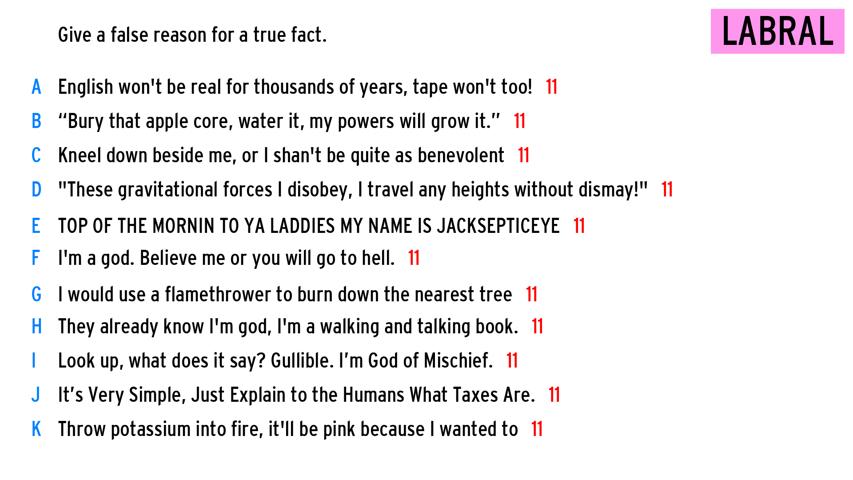 Give a false reason for a true fact.
LABRAL
A English won't be real for thousands of years, tape won't too! 11
B “Bury that apple core, water it, my powers will grow it.” 11
C Kneel down beside me, or I shan't be quite as benevolent 11
D "These gravitational forces I disobey, I travel any heights without dismay!" 11
E TOP OF THE MORNIN TO YA LADDIES MY NAME IS JACKSEPTICEYE 11
F I'm a god. Believe me or you will go to hell. 11
G I would use a flamethrower to burn down the nearest tree 11
H They already know I'm god, I'm a walking and talking book. 11
I Look up, what does it say? Gullible. I’m God of Mischief. 11
J It’s Very Simple, Just Explain to the Humans What Taxes Are. 11
K Throw potassium into fire, it'll be pink because I wanted to 11